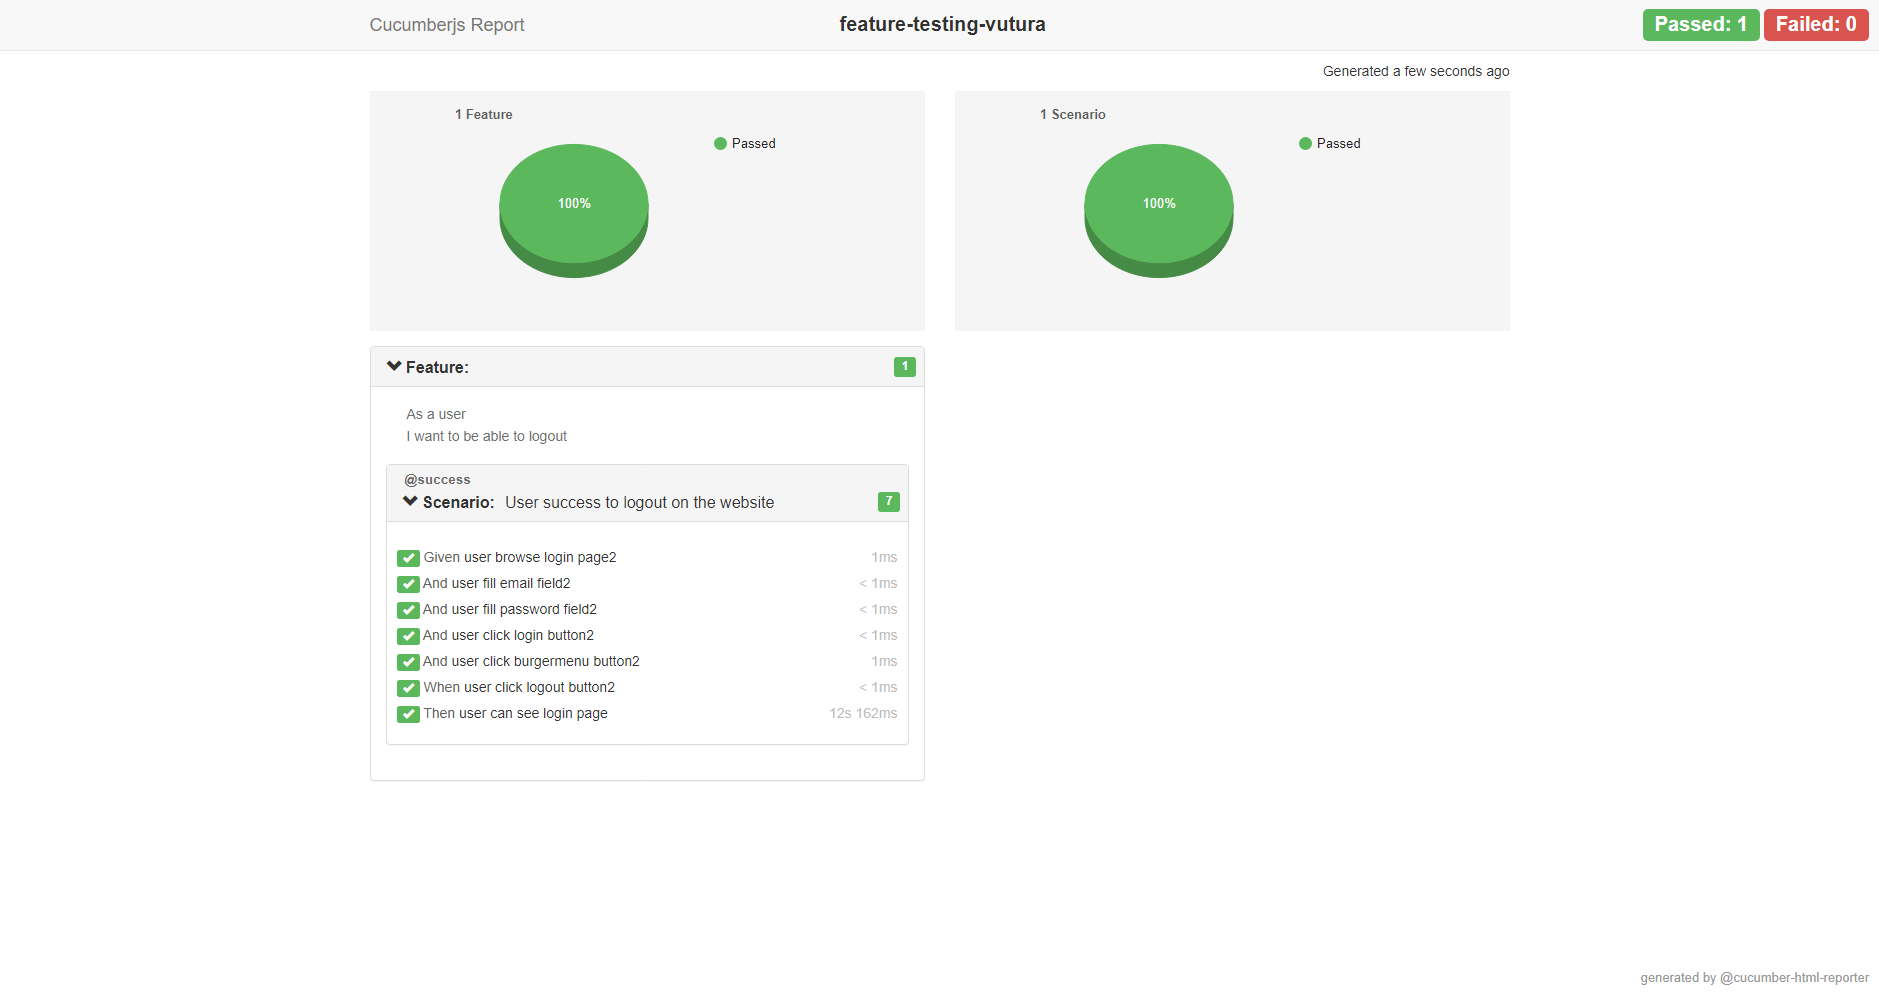 Cucumberjs Report
feature-testing-vutura
Passed: 1 Failed: 0
Generated a few seconds ago
1 Feature
Passed
100%
1 Scenario
Passed
100%
Feature: 1
As a user
I want to be able to logout
@success
Scenario: User success to logout on the website 7
Given user browse login page2 1ms
And user fill email field2 < 1ms
And user fill password field2 < 1ms
And user click login button2 < 1ms
And user click burgermenu button2 1ms
When user click logout button2 < 1ms
Then user can see login page 12s 162ms
generated by @cucumber-html-reporter